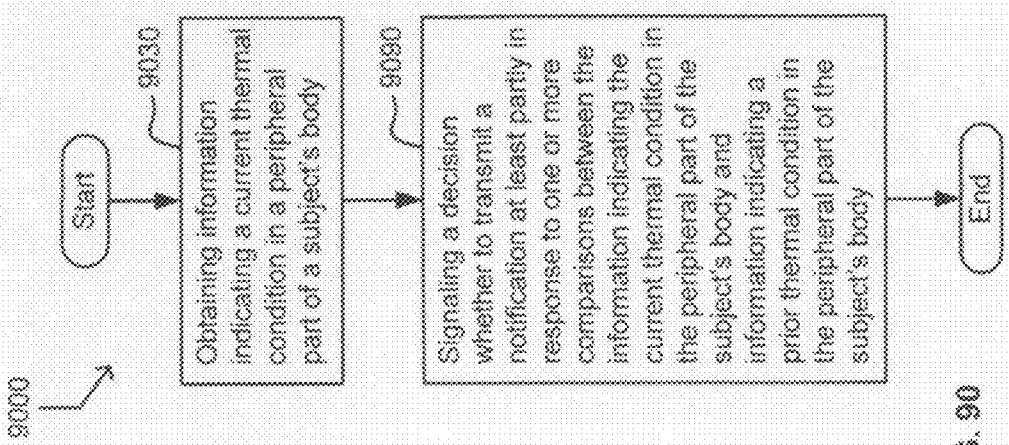 9000
Start
9030
Obtaining information
indicating a current thermal
condition in a peripheral
part of a subject's body
9090
Signaling a decision
whether to transmit a
notification at least partly in
response to one or more
comparisons between the
information indicating the
current thermal condition in
the peripheral part of the
subject's body and
information indicating a
prior thermal condition in
the peripheral part of the
subject's body
End
90